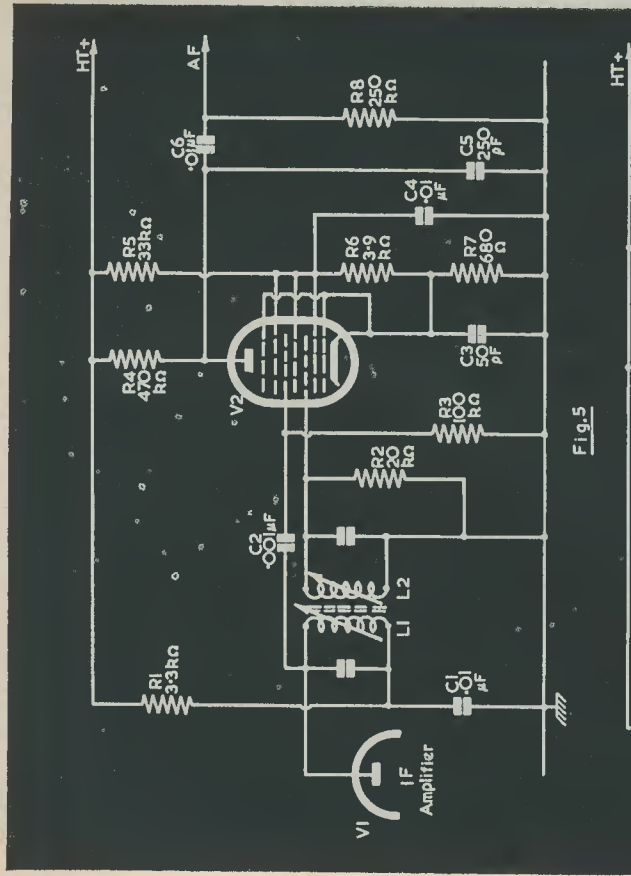 HT+
AF
R1
3.3kΩ
R4
470
kΩ
R5
33kΩ
C6
.01μF
V2
C2
.001μF
R8
250
kΩ
L1
L2
V1
IF
Amplifier
C1
.01
μF
R2
20
kΩ
R3
100
kΩ
R6
3.9
kΩ
C4
.01
μF
C3
50
pF
R7
680
Ω
C5
250
pF
Fig.5
HT+